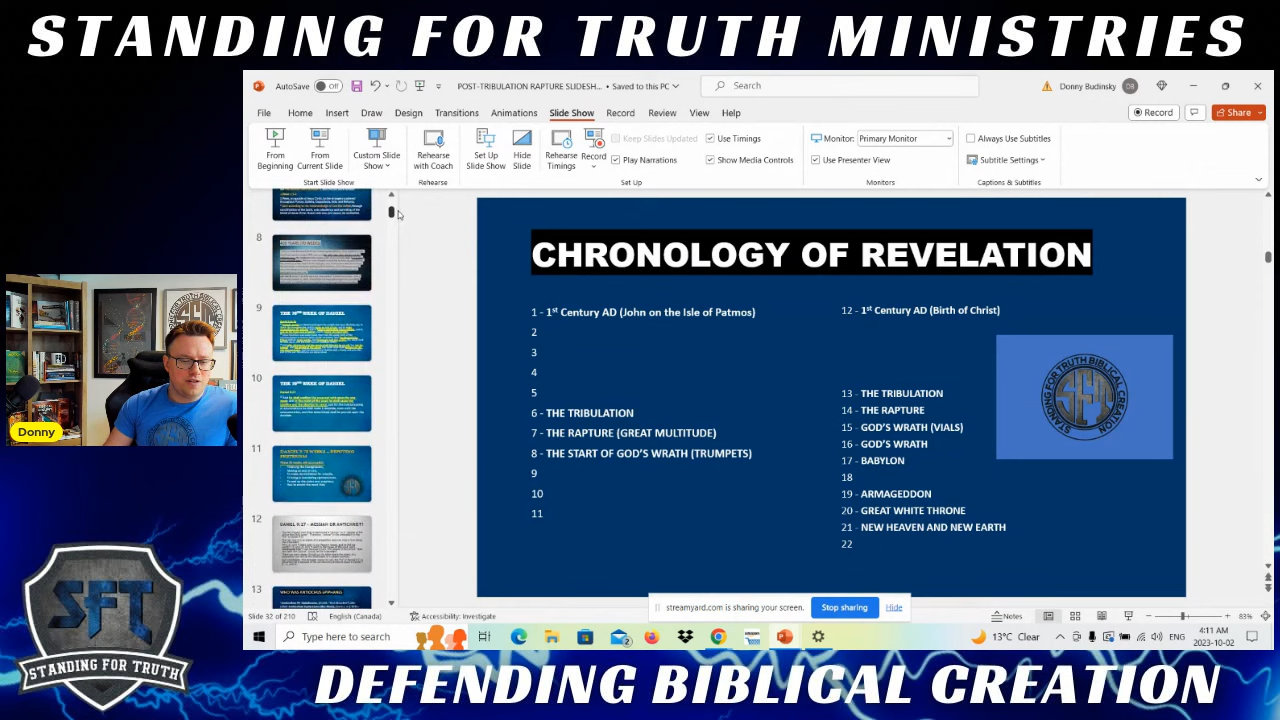 STANDING FOR TRUTH MINISTRIES
AutoSave Off POST-TRIBULATION RAPTURE SLIDESH... • Saved to this PC Search Donny Budinsky DB
File Home Insert Draw Design Transitions Animations Slide Show Record Review View Help Record Share
From Beginning
From Current Slide
Custom Slide Show
Rehearse with Coach
Set Up Slide Show
Hide Slide
Rehearse Timings
Record
Keep Slides Updated
Play Narrations
Use Timings
Show Media Controls
Monitor: Primary Monitor
Use Presenter View
Always Use Subtitles
Subtitle Settings
Start Slide Show Rehearse Set Up Monitors Captions & Subtitles
8
9
THE 70TH WEEK OF DANIEL
10
THE 70TH WEEK OF DANIEL
11
12
DANIEL 9:27 - MESSIAH OR ANTICHRIST?
13
WHO WAS ANTIOCHUS EPIPHANES
CHRONOLOGY OF REVELATION
1 - 1st Century AD (John on the Isle of Patmos)
2
3
4
5
6 - THE TRIBULATION
7 - THE RAPTURE (GREAT MULTITUDE)
8 - THE START OF GOD'S WRATH (TRUMPETS)
9
10
11
12 - 1st Century AD (Birth of Christ)
13 - THE TRIBULATION
14 - THE RAPTURE
15 - GOD'S WRATH (VIALS)
16 - GOD'S WRATH
17 - BABYLON
18
19 - ARMAGEDDON
20 - GREAT WHITE THRONE
21 - NEW HEAVEN AND NEW EARTH
22
Donny
streamyard.com is sharing your screen. Stop sharing Hide
Slide 32 of 210 English (Canada) Accessibility: Investigate Notes 83%
Type here to search 13°C Clear ENG 4:11 AM
2023-10-02
SFT
STANDING FOR TRUTH
DEFENDING BIBLICAL CREATION